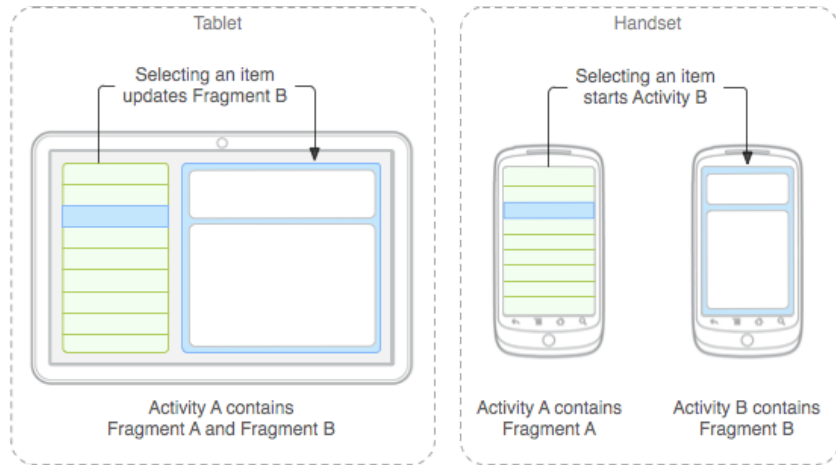 Tablet
Selecting an item
updates Fragment B
Activity A contains
Fragment A and Fragment B
Handset
Selecting an item
starts Activity B
Activity A contains
Fragment A
Activity B contains
Fragment B